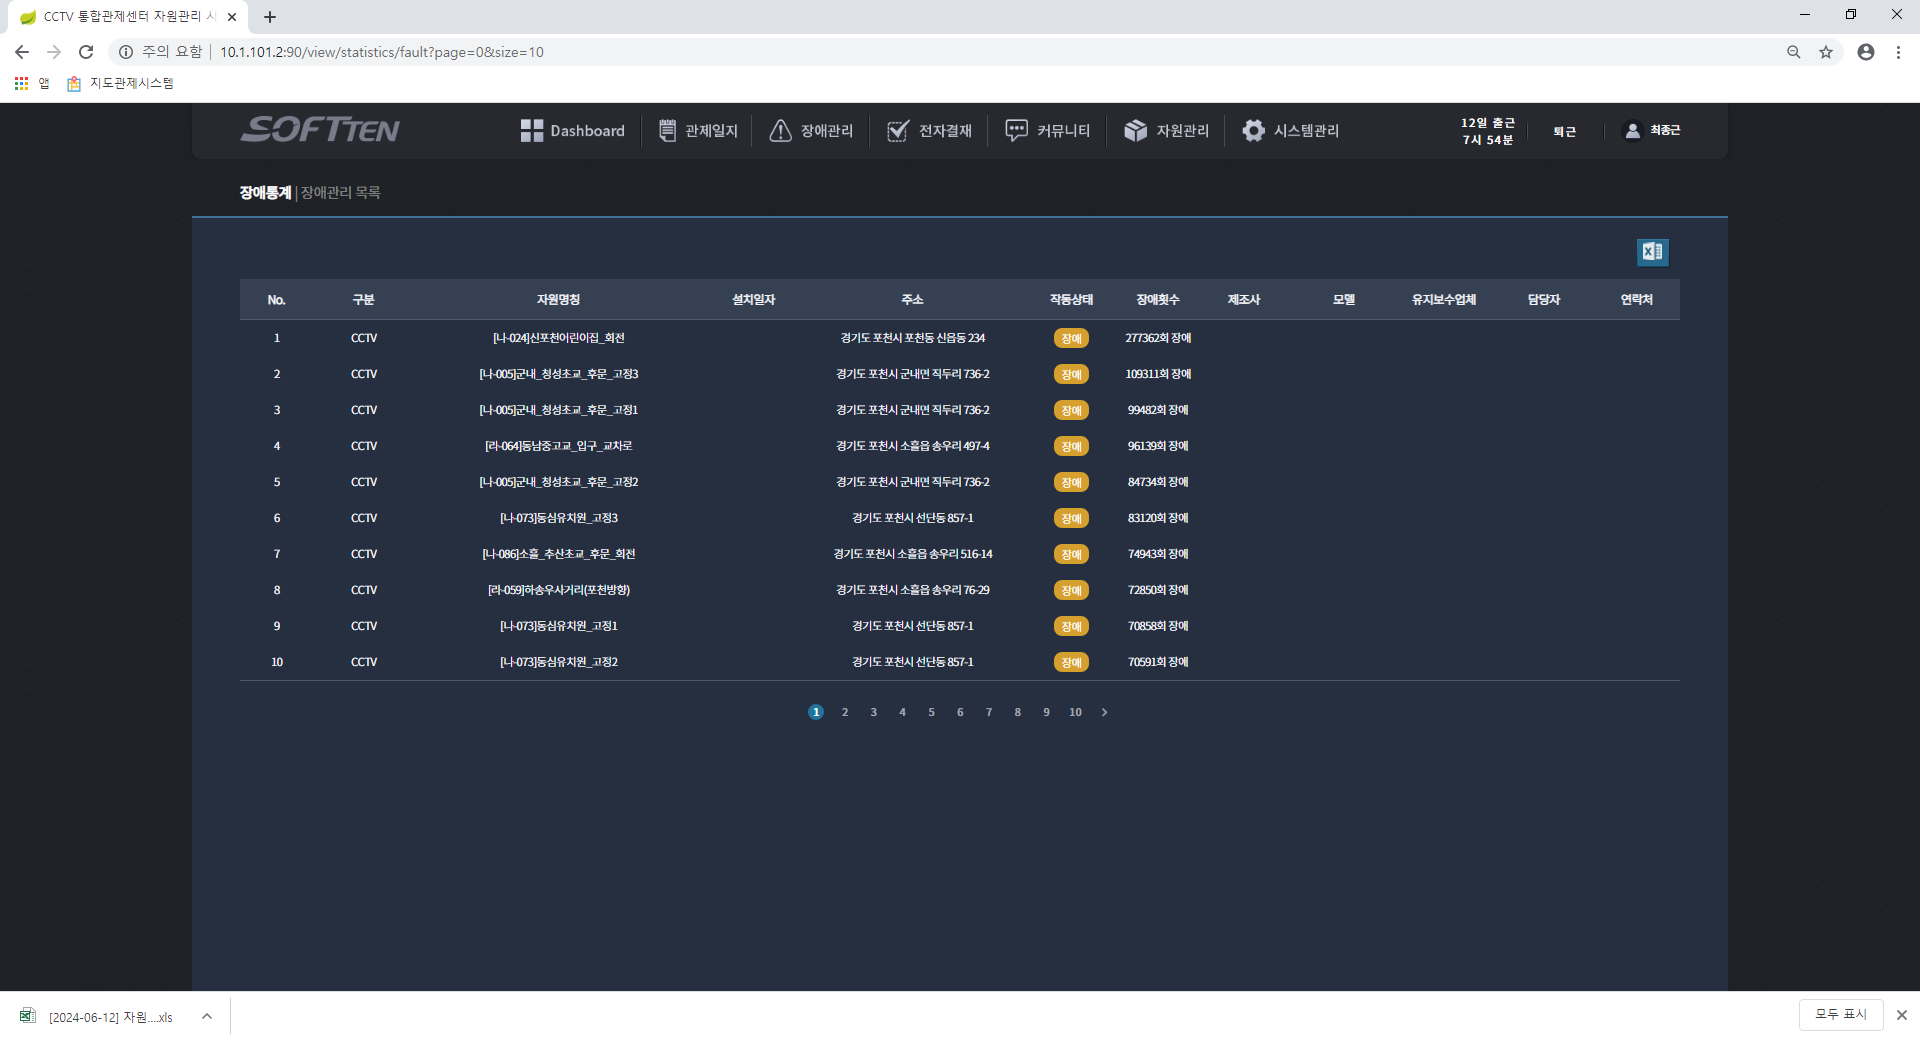 CCTV 통합관제센터 자원관리 시
주의 요함 10.1.101.2:90/view/statistics/fault?page=0&size=10
앱 지도관제시스템
SOFTTEN Dashboard 관제일지 장애관리 전자결재 커뮤니티 자원관리 시스템관리 12일 출근 7시 54분 퇴근 최종근
장애통계 | 장애관리 목록
No. 구분 자원명칭 설치일자 주소 작동상태 장애횟수 제조사 모델 유지보수업체 담당자 연락처
1 CCTV [나-024]신포천어린이집_회전 경기도 포천시 포천동 신읍동 234 장애 277362회 장애
2 CCTV [나-005]군내_청성초교_후문_고정3 경기도 포천시 군내면 직두리 736-2 장애 109311회 장애
3 CCTV [나-005]군내_청성초교_후문_고정1 경기도 포천시 군내면 직두리 736-2 장애 99482회 장애
4 CCTV [라-064]동남중고교_입구_교차로 경기도 포천시 소흘읍 송우리 497-4 장애 96139회 장애
5 CCTV [나-005]군내_청성초교_후문_고정2 경기도 포천시 군내면 직두리 736-2 장애 84734회 장애
6 CCTV [나-073]동심유치원_고정3 경기도 포천시 선단동 857-1 장애 83120회 장애
7 CCTV [나-086]소흘_추산초교_후문_회전 경기도 포천시 소흘읍 송우리 516-14 장애 74943회 장애
8 CCTV [라-059]하송우사거리(포천방향) 경기도 포천시 소흘읍 송우리 76-29 장애 72850회 장애
9 CCTV [나-073]동심유치원_고정1 경기도 포천시 선단동 857-1 장애 70858회 장애
10 CCTV [나-073]동심유치원_고정2 경기도 포천시 선단동 857-1 장애 70591회 장애
1 2 3 4 5 6 7 8 9 10
[2024-06-12] 자원....xls 모두 표시